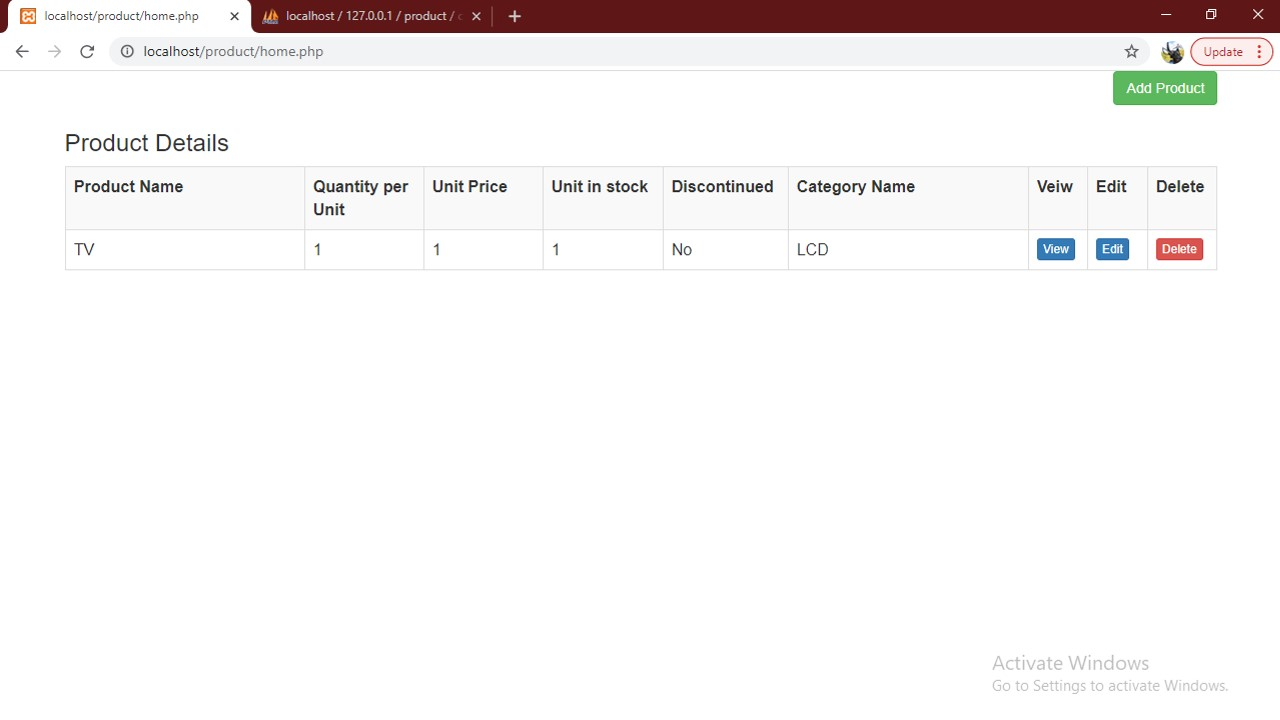 localhost/product/home.php
localhost / 127.0.0.1 / product /
localhost/product/home.php
Update
Add Product
Product Details
Product Name Quantity per Unit Unit Price Unit in stock Discontinued Category Name Veiw Edit Delete
TV 1 1 1 No LCD View Edit Delete
Activate Windows
Go to Settings to activate Windows.